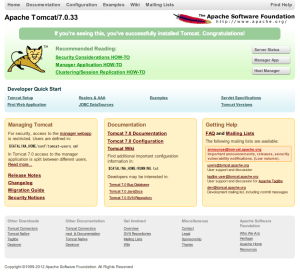 Home Documentation Configuration Examples Wiki Mailing Lists Find Help
Apache Tomcat/7.0.33
The Apache Software Foundation
http://www.apache.org/
If you're seeing this, you've successfully installed Tomcat. Congratulations!
Recommended Reading:
Security Considerations HOW-TO
Manager Application HOW-TO
Clustering/Session Replication HOW-TO
Server Status
Manager App
Host Manager
Developer Quick Start
Tomcat Setup
First Web Application
Realms & AAA
JDBC DataSources
Examples
Servlet Specifications
Tomcat Versions
Managing Tomcat
For security, access to the manager webapp
is restricted. Users are defined in:
$CATALINA_HOME/conf/tomcat-users.xml
In Tomcat 7.0 access to the manager
application is split between different users.
Read more...
Release Notes
Changelog
Migration Guide
Security Notices
Documentation
Tomcat 7.0 Documentation
Tomcat 7.0 Configuration
Tomcat Wiki
Find additional important configuration
information in:
$CATALINA_HOME/RUNNING.txt
Developers may be interested in:
Tomcat 7.0 Bug Database
Tomcat 7.0 JavaDocs
Tomcat 7.0 SVN Repository
Getting Help
FAQ and Mailing Lists
The following mailing lists are available:
announce@tomcat.apache.org
Important announcements, releases, security
vulnerability notifications. (Low volume).
users@tomcat.apache.org
User support and discussion
taglibs-user@tomcat.apache.org
User support and discussion for Apache Taglibs
dev@tomcat.apache.org
Development mailing list, including commit messages
Other Downloads
Tomcat Connectors
Tomcat Native
Taglibs
Deployer
Other Documentation
Tomcat Connectors
mod_jk Documentation
Tomcat Native
Deployer
Get Involved
Overview
SVN Repositories
Mailing Lists
Wiki
Miscellaneous
Contact
Legal
Sponsorship
Thanks
Apache Software
Foundation
Who We Are
Heritage
Apache Home
Resources
Copyright ©1999-2012 Apache Software Foundation. All Rights Reserved